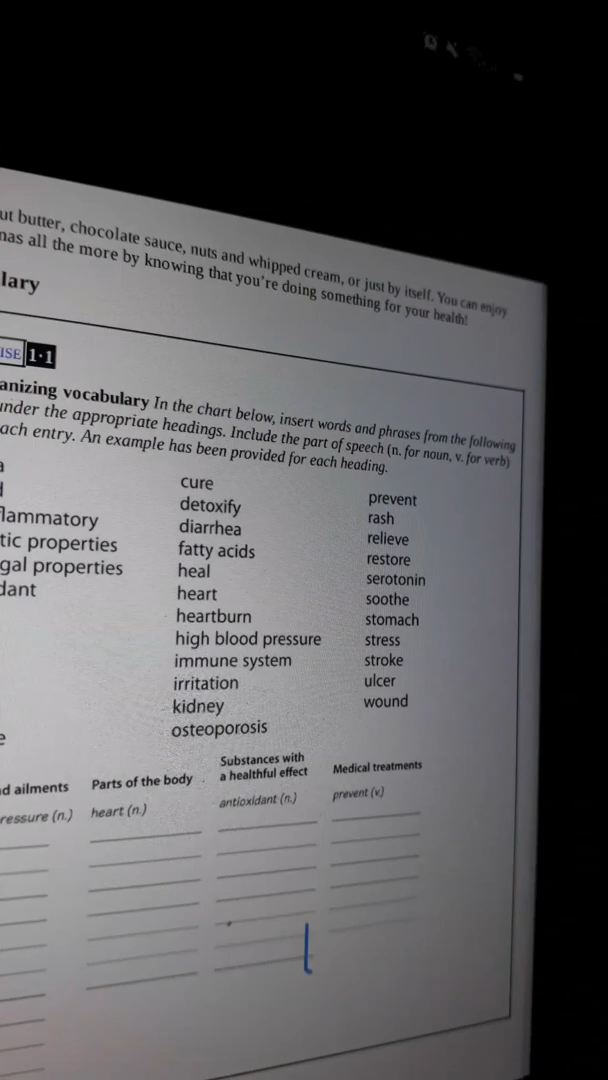 ut butter, chocolate sauce, nuts and whipped cream, or just by itself. You can enjoy
nas all the more by knowing that you're doing something for your health!
lary
ISE 1·1
anizing vocabulary In the chart below, insert words and phrases from the following
under the appropriate headings. Include the part of speech (n. for noun, v. for verb)
ach entry. An example has been provided for each heading.
a
d
flammatory
tic properties
gal properties
dant
e
cure
detoxify
diarrhea
fatty acids
heal
heart
heartburn
high blood pressure
immune system
irritation
kidney
osteoporosis
prevent
rash
relieve
restore
serotonin
soothe
stomach
stress
stroke
ulcer
wound
d ailments
ressure (n.)
Parts of the body
heart (n.)
Substances with
a healthful effect
antioxidant (n.)
Medical treatments
prevent (v.)